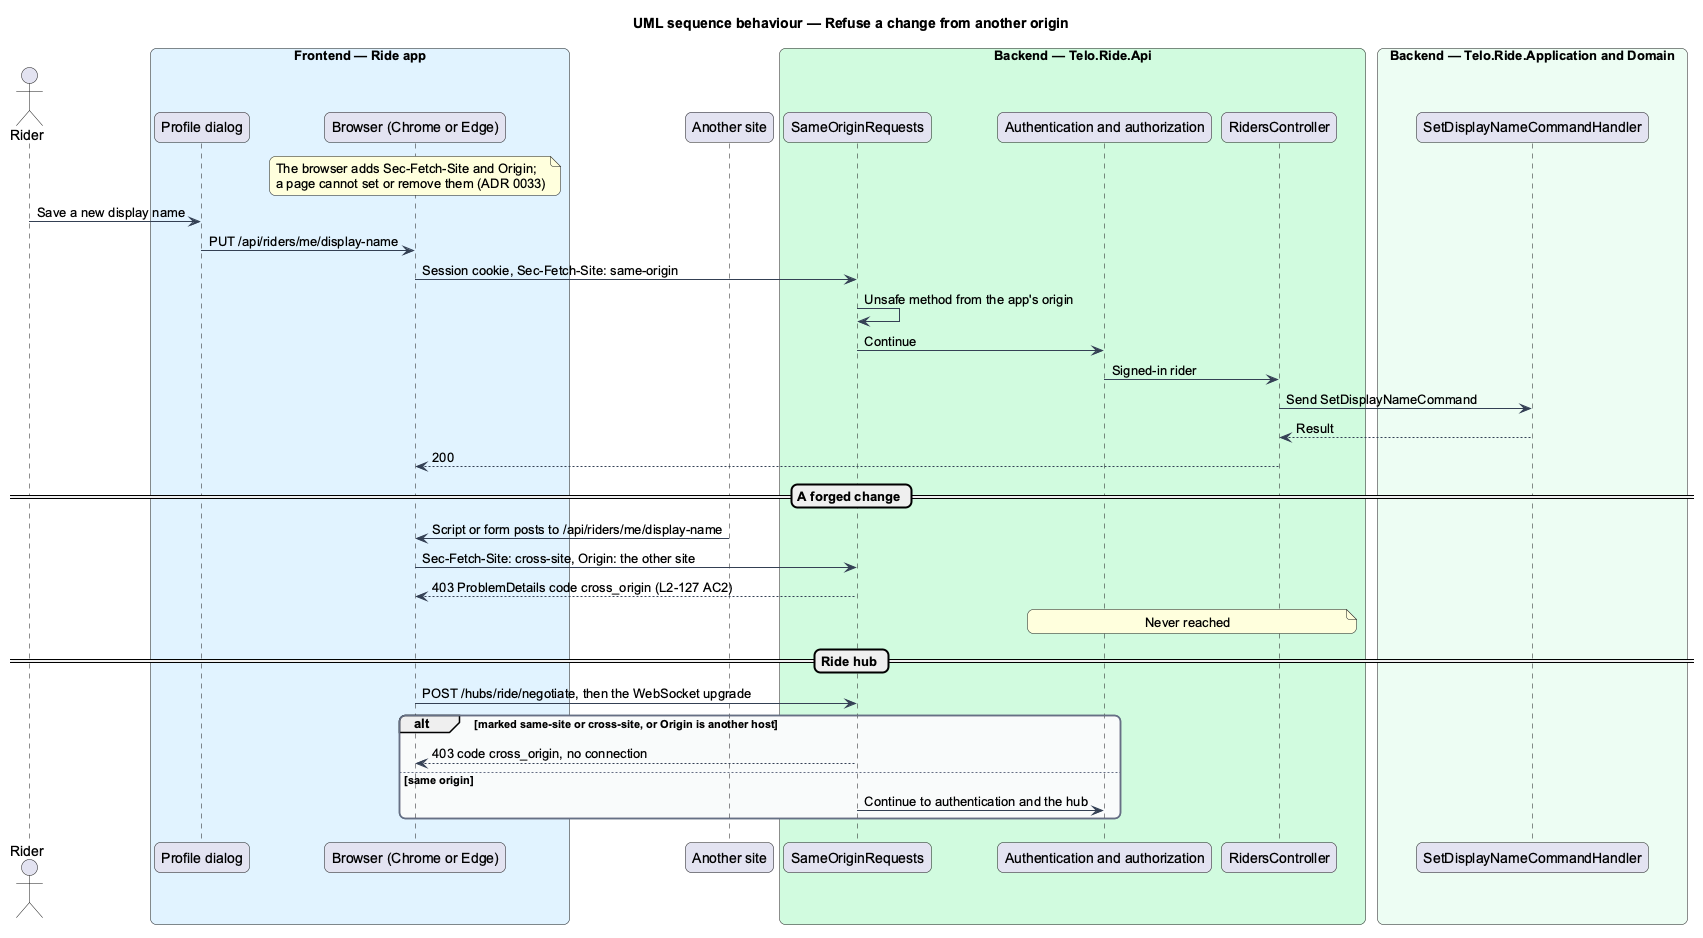 UML sequence behaviour — Refuse a change from another origin
Frontend — Ride app
Backend — Telo.Ride.Api
Backend — Telo.Ride.Application and Domain
Rider
Profile dialog
Browser (Chrome or Edge)
Another site
SameOriginRequests
Authentication and authorization
RidersController
SetDisplayNameCommandHandler
The browser adds Sec-Fetch-Site and Origin;
a page cannot set or remove them (ADR 0033)
Save a new display name
PUT /api/riders/me/display-name
Session cookie, Sec-Fetch-Site: same-origin
Unsafe method from the app's origin
Continue
Signed-in rider
Send SetDisplayNameCommand
Result
200
A forged change
Script or form posts to /api/riders/me/display-name
Sec-Fetch-Site: cross-site, Origin: the other site
403 ProblemDetails code cross_origin (L2-127 AC2)
Never reached
Ride hub
POST /hubs/ride/negotiate, then the WebSocket upgrade
alt
[marked same-site or cross-site, or Origin is another host]
403 code cross_origin, no connection
[same origin]
Continue to authentication and the hub
Rider
Profile dialog
Browser (Chrome or Edge)
Another site
SameOriginRequests
Authentication and authorization
RidersController
SetDisplayNameCommandHandler